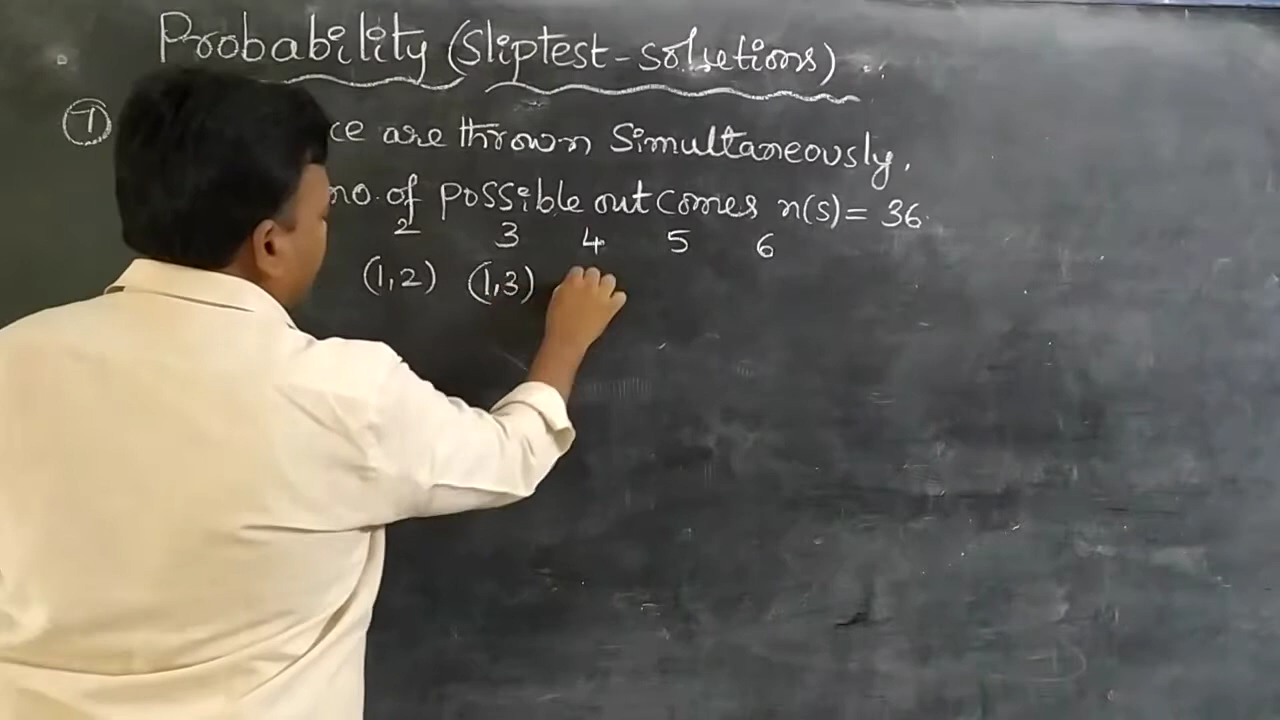 Probability (Sliptest-solutions)
① ce are thrown Simultaneously.
no. of possible outcomes n(s)= 36.
2 3 4 5 6
(1,2) (1,3)